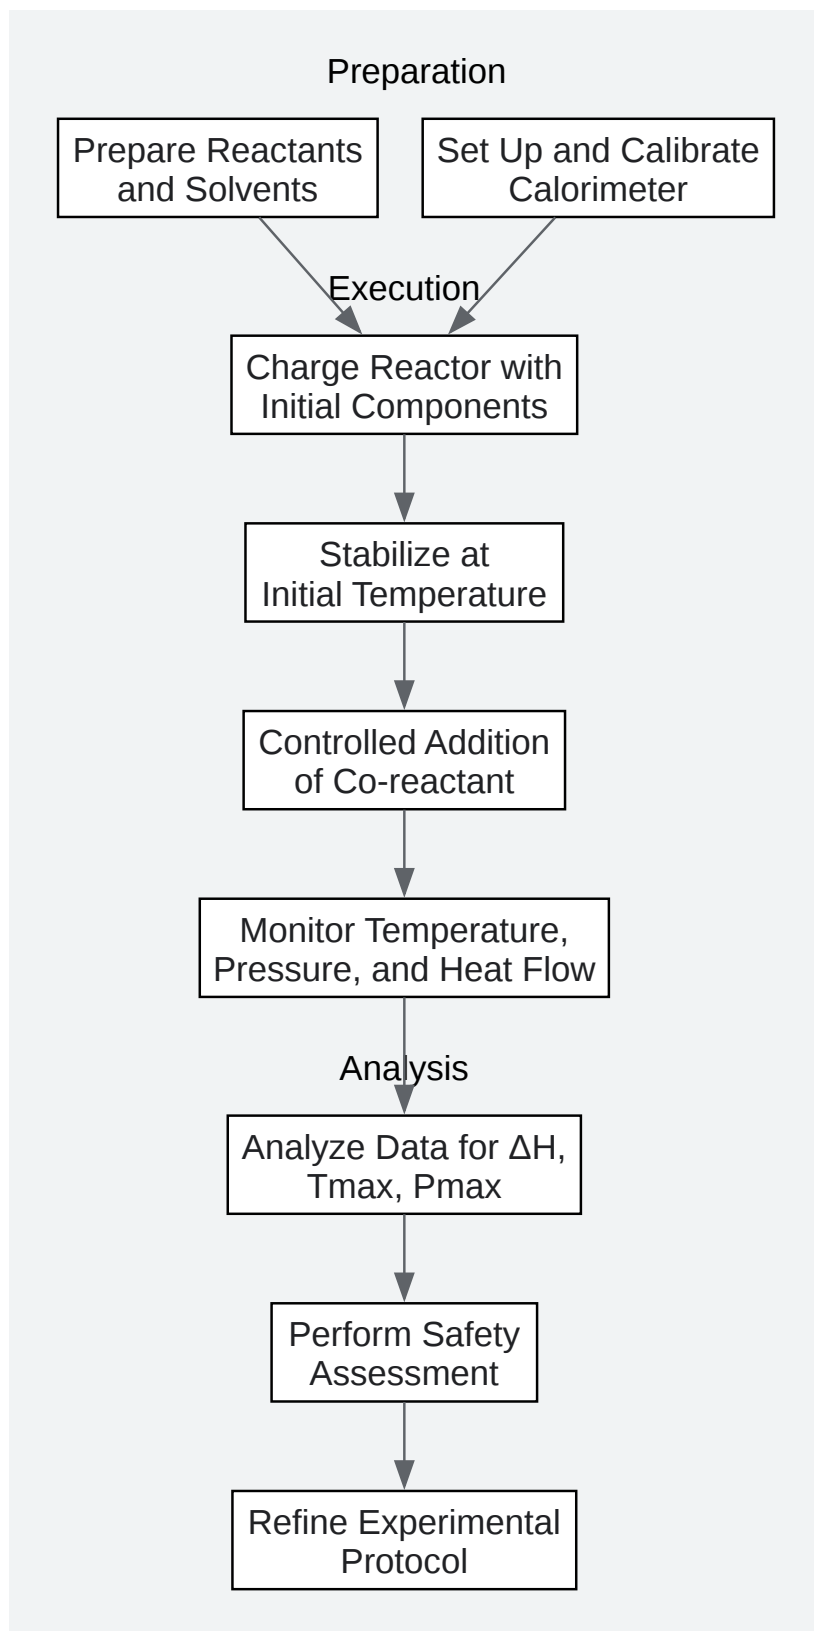 Preparation
Prepare Reactants
and Solvents
Set Up and Calibrate
Calorimeter
Execution
Charge Reactor with
Initial Components
Stabilize at
Initial Temperature
Controlled Addition
of Co-reactant
Monitor Temperature,
Pressure, and Heat Flow
Analysis
Analyze Data for ΔH,
Tmax, Pmax
Perform Safety
Assessment
Refine Experimental
Protocol